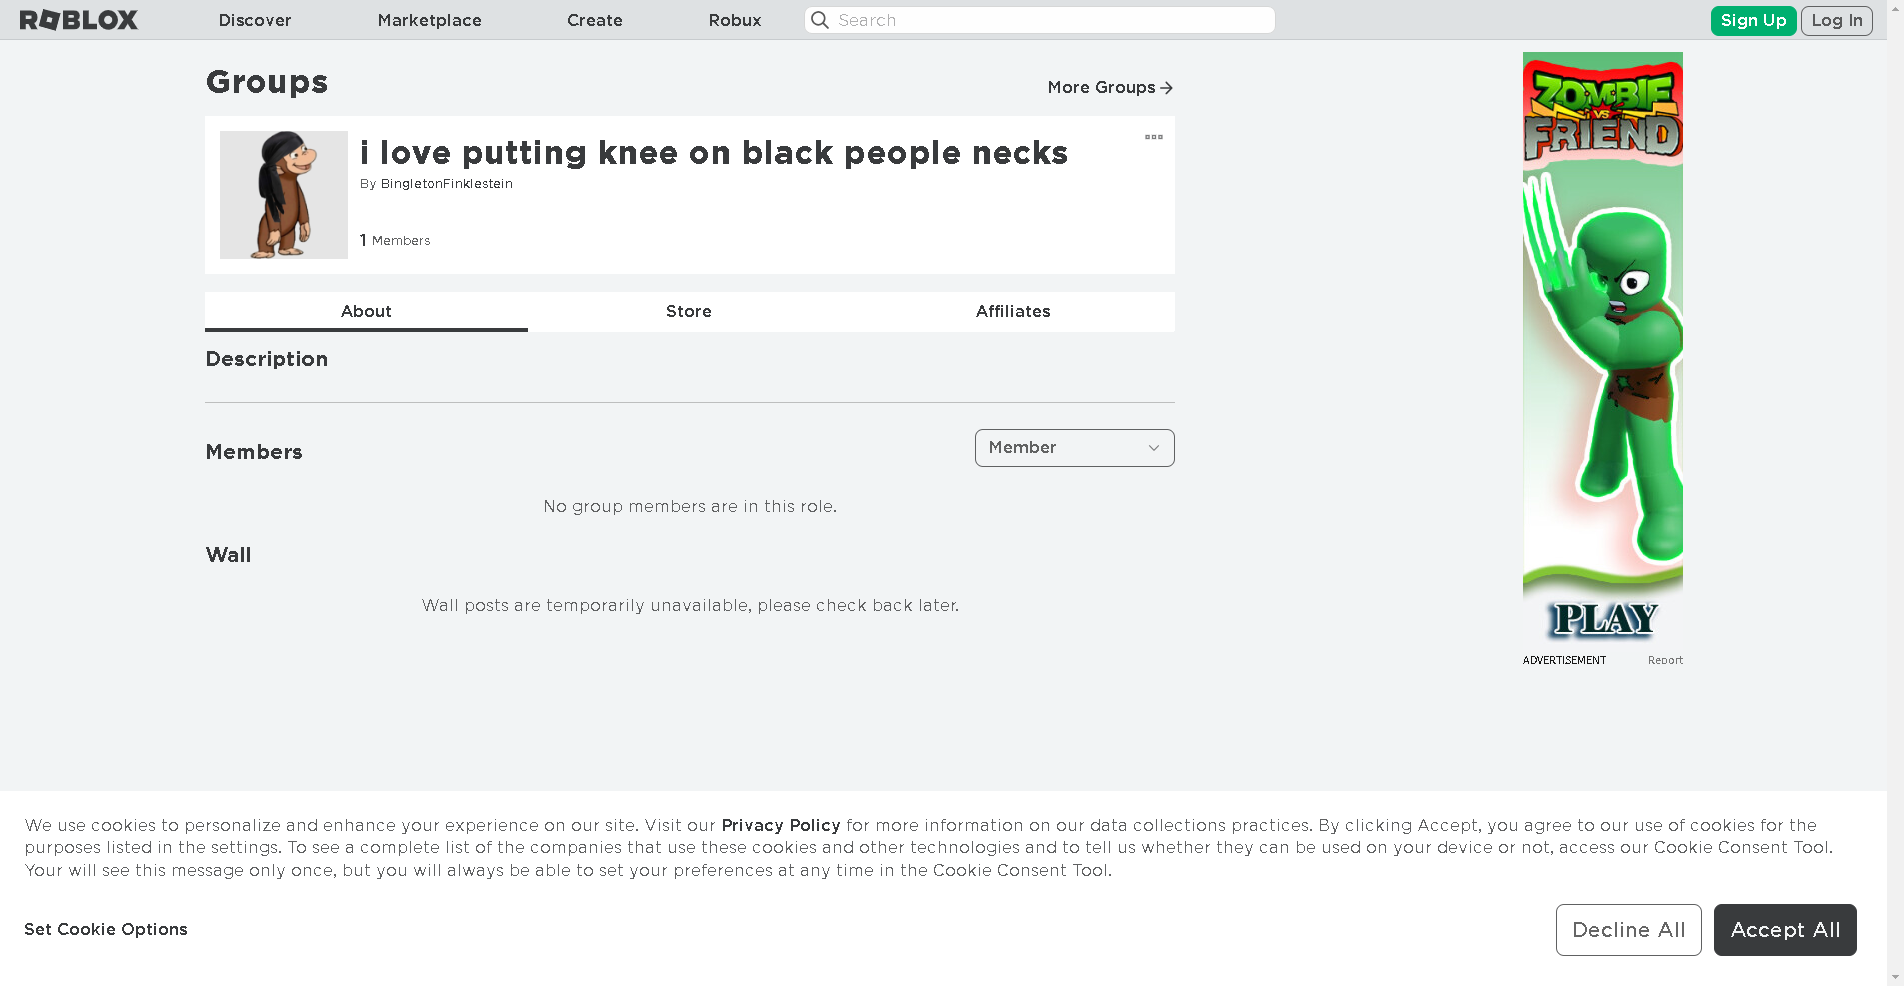 ROBLOX
Discover
Marketplace
Create
Robux
Search
Sign Up
Log In
Groups
More Groups
i love putting knee on black people necks
By BingletonFinklestein
1 Members
About
Store
Affiliates
Description
Members
Member
No group members are in this role.
Wall
Wall posts are temporarily unavailable, please check back later.
ZOMBIE
VS
FRIEND
PLAY
ADVERTISEMENT
Report
We use cookies to personalize and enhance your experience on our site. Visit our Privacy Policy for more information on our data collections practices. By clicking Accept, you agree to our use of cookies for the
purposes listed in the settings. To see a complete list of the companies that use these cookies and other technologies and to tell us whether they can be used on your device or not, access our Cookie Consent Tool.
Your will see this message only once, but you will always be able to set your preferences at any time in the Cookie Consent Tool.
Set Cookie Options
Decline All
Accept All